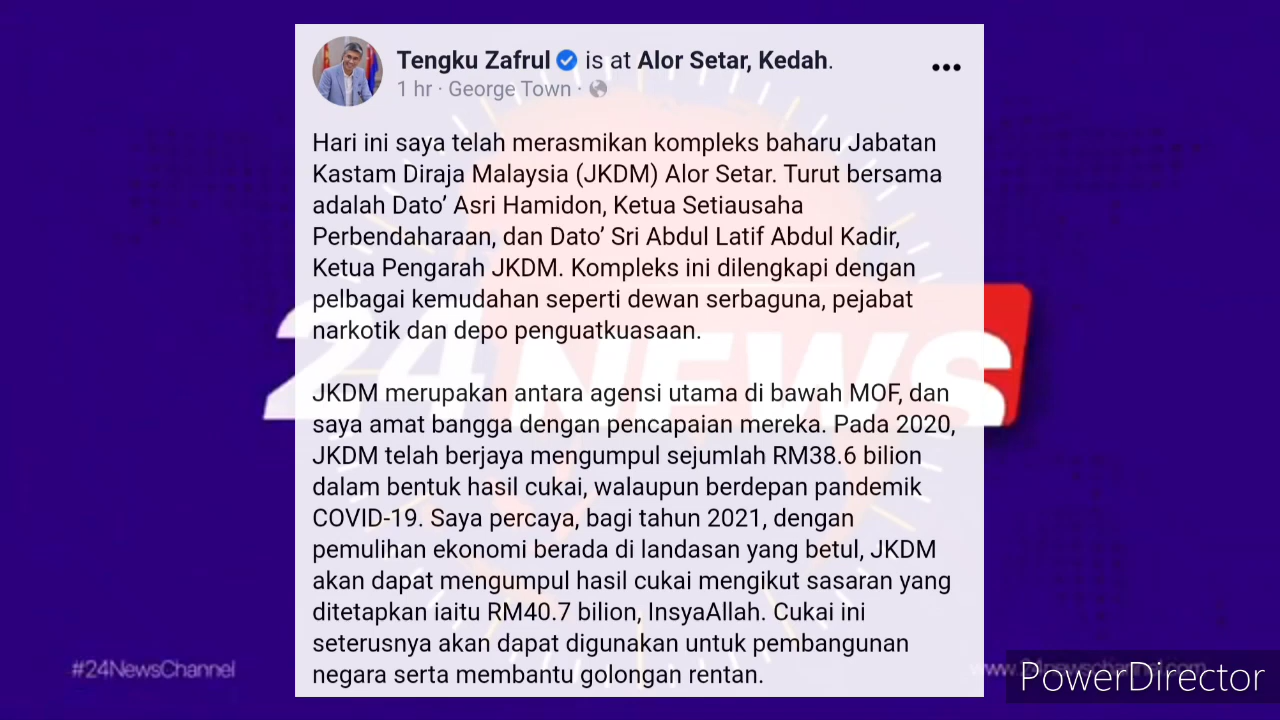 Tengku Zafrul is at Alor Setar, Kedah.
1 hr · George Town ·
Hari ini saya telah merasmikan kompleks baharu Jabatan
Kastam Diraja Malaysia (JKDM) Alor Setar. Turut bersama
adalah Dato’ Asri Hamidon, Ketua Setiausaha
Perbendaharaan, dan Dato’ Sri Abdul Latif Abdul Kadir,
Ketua Pengarah JKDM. Kompleks ini dilengkapi dengan
pelbagai kemudahan seperti dewan serbaguna, pejabat
narkotik dan depo penguatkuasaan.
JKDM merupakan antara agensi utama di bawah MOF, dan
saya amat bangga dengan pencapaian mereka. Pada 2020,
JKDM telah berjaya mengumpul sejumlah RM38.6 bilion
dalam bentuk hasil cukai, walaupun berdepan pandemik
COVID-19. Saya percaya, bagi tahun 2021, dengan
pemulihan ekonomi berada di landasan yang betul, JKDM
akan dapat mengumpul hasil cukai mengikut sasaran yang
ditetapkan iaitu RM40.7 bilion, InsyaAllah. Cukai ini
seterusnya akan dapat digunakan untuk pembangunan
negara serta membantu golongan rentan.
24 NEWS
#24NewsChannel
www.24newschannel.com
PowerDirector